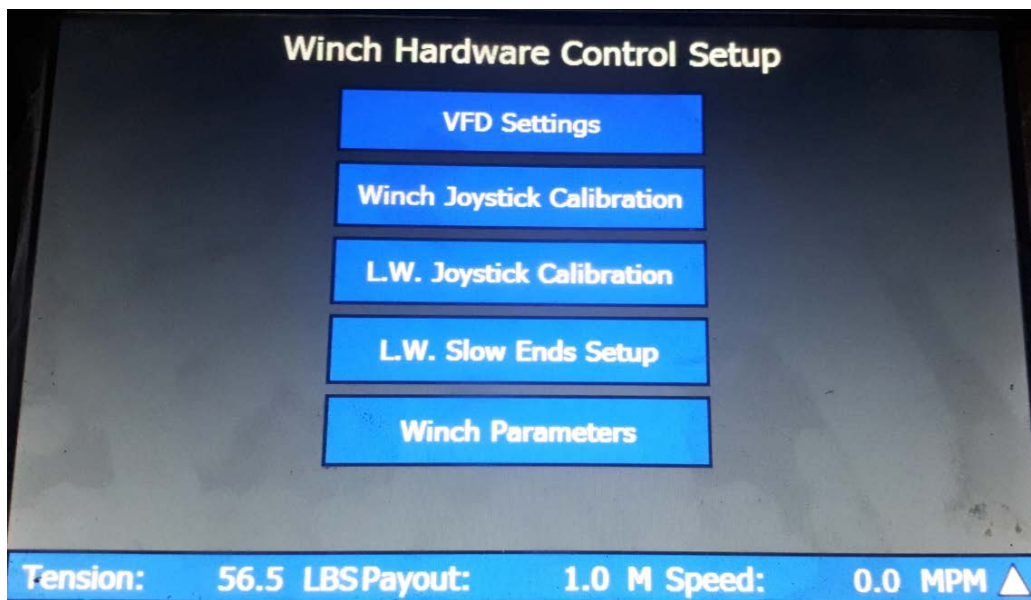 Winch Hardware Control Setup
VFD Settings
Winch Joystick Calibration
L.W. Joystick Calibration
L.W. Slow Ends Setup
Winch Parameters
Tension: 56.5 LBS Payout: 1.0 M Speed: 0.0 MPM